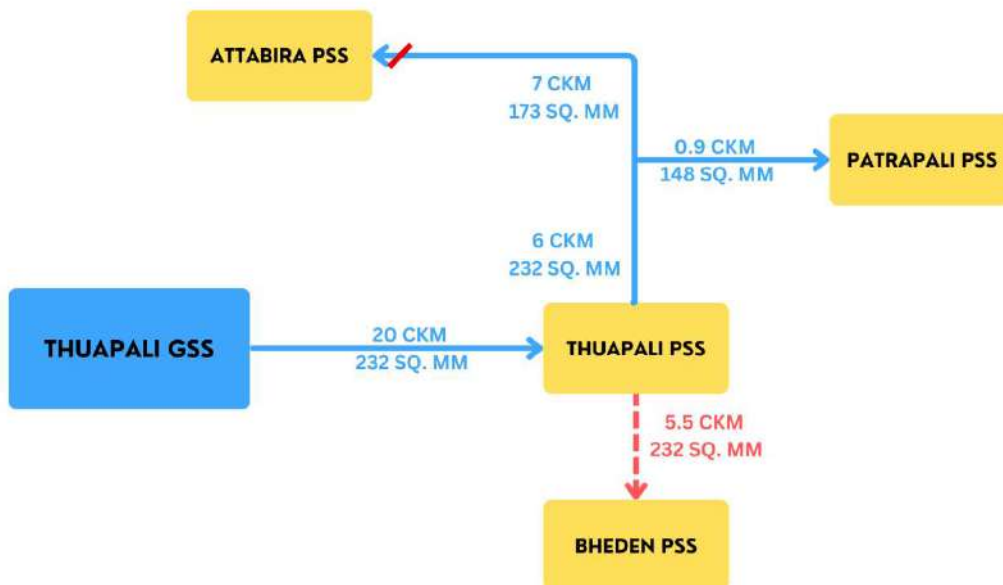 ATTABIRA PSS
7 CKM
173 SQ. MM
0.9 CKM
148 SQ. MM
PATRAPALI PSS
6 CKM
232 SQ. MM
THUAPALI GSS
20 CKM
232 SQ. MM
THUAPALI PSS
5.5 CKM
232 SQ. MM
BHEDEN PSS